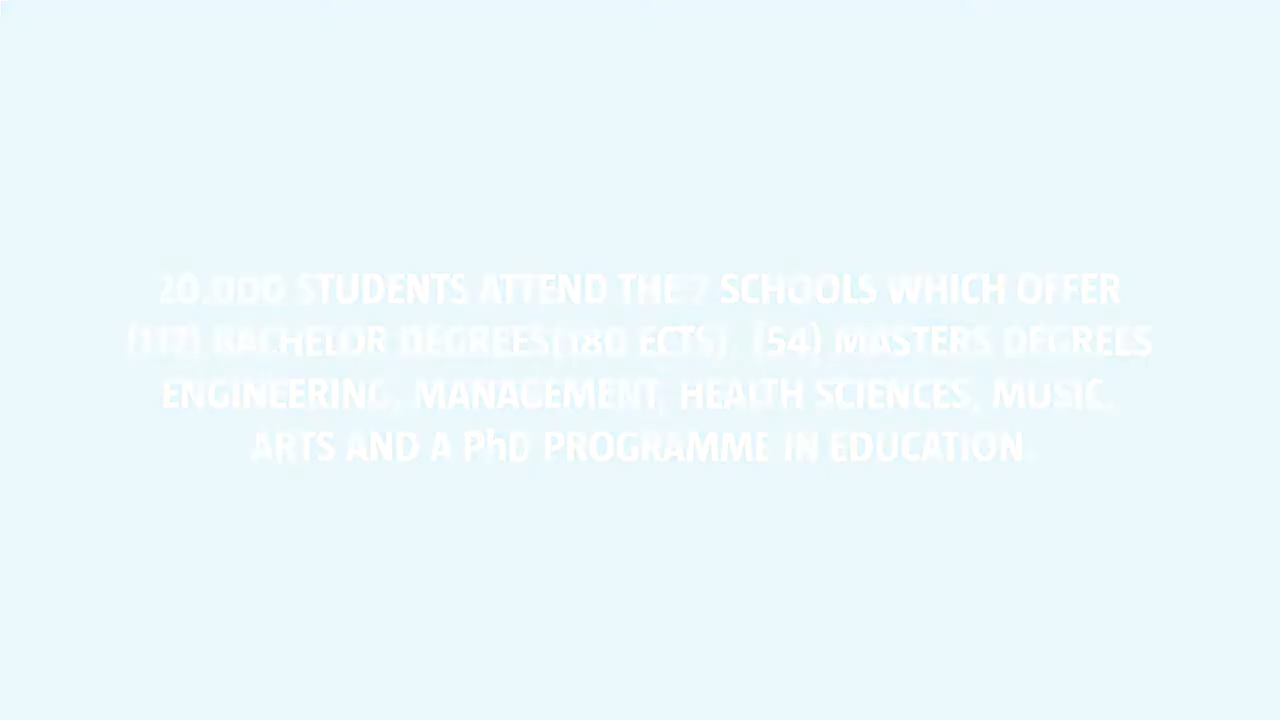 20.000 STUDENTS ATTEND THE 7 SCHOOLS WHICH OFFER
(117) BACHELOR DEGREES(180 ECTS), (54) MASTERS DEGREES
ENGINEERING, MANAGEMENT, HEALTH SCIENCES, MUSIC,
ARTS AND A PhD PROGRAMME IN EDUCATION